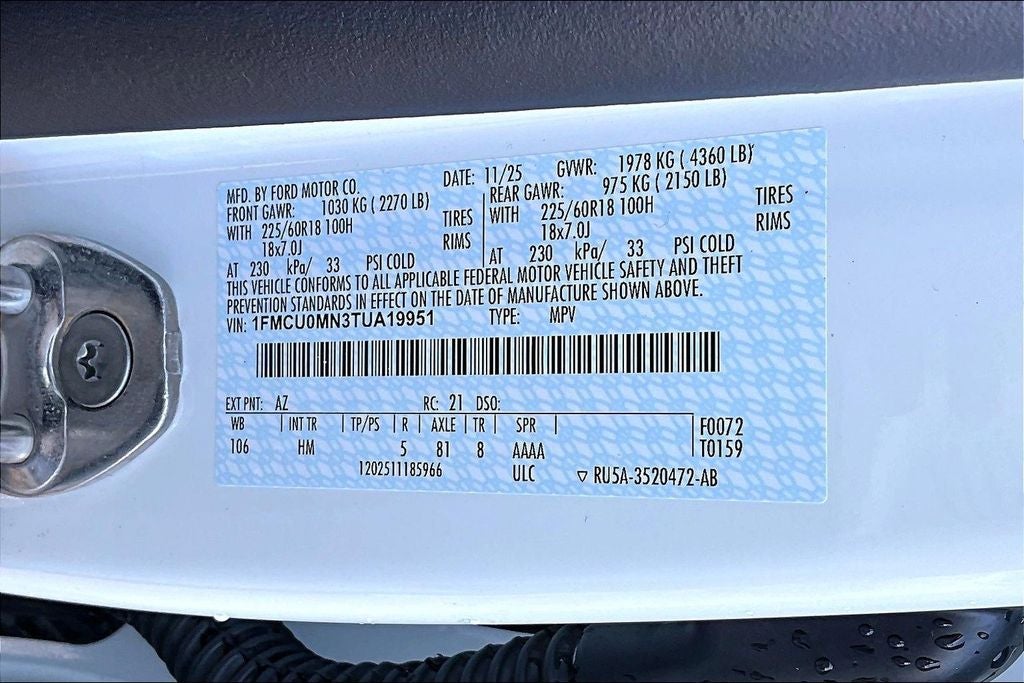 MFD. BY FORD MOTOR CO. DATE: 11/25 GVWR: 1978 KG ( 4360 LB)
FRONT GAWR: 1030 KG ( 2270 LB) REAR GAWR: 975 KG ( 2150 LB)
WITH 225/60R18 100H TIRES WITH 225/60R18 100H TIRES
18x7.0J RIMS 18x7.0J RIMS
AT 230 kPa/ 33 PSI COLD AT 230 kPa/ 33 PSI COLD
THIS VEHICLE CONFORMS TO ALL APPLICABLE FEDERAL MOTOR VEHICLE SAFETY AND THEFT
PREVENTION STANDARDS IN EFFECT ON THE DATE OF MANUFACTURE SHOWN ABOVE.
VIN: 1FMCU0MN3TUA19951 TYPE: MPV
EXT PNT: AZ RC: 21 DSO:
WB INT TR TP/PS R AXLE TR SPR F0072
106 HM 5 81 8 AAAA T0159
1202511185966 ULC ▽ RU5A-3520472-AB